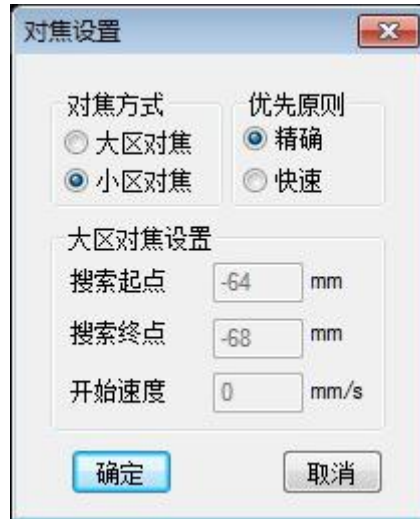 对焦设置
对焦方式
大区对焦
小区对焦
优先原则
精确
快速
大区对焦设置
搜索起点 -64 mm
搜索终点 -68 mm
开始速度 0 mm/s
确定 取消